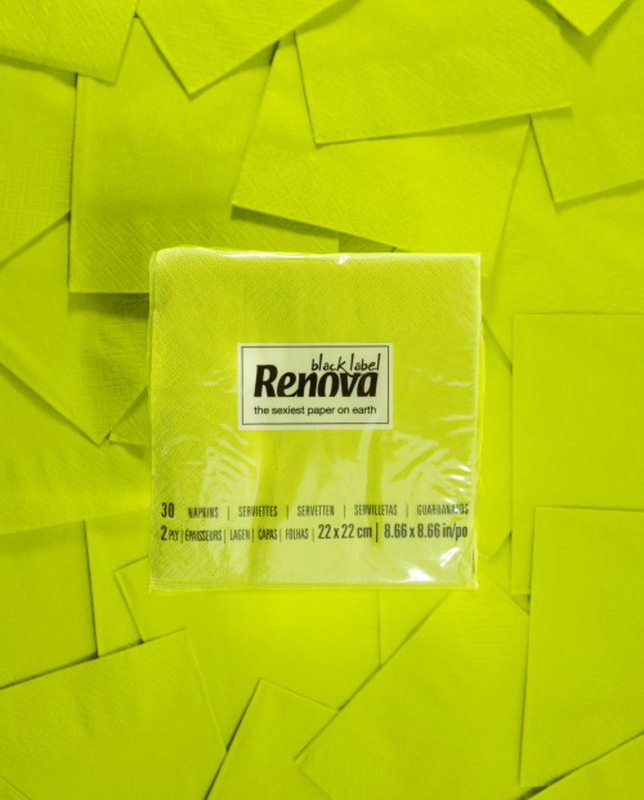 black label
Renova
the sexiest paper on earth
30 NAPKINS | SERVIETTES | SERVETTEN | SERVILLETAS | GUARDANAPOS
2 PLY | ÉPAISSEURS | LAGEN | CAPAS | FOLHAS | 22 x 22 cm | 8.66 x 8.66 in/po